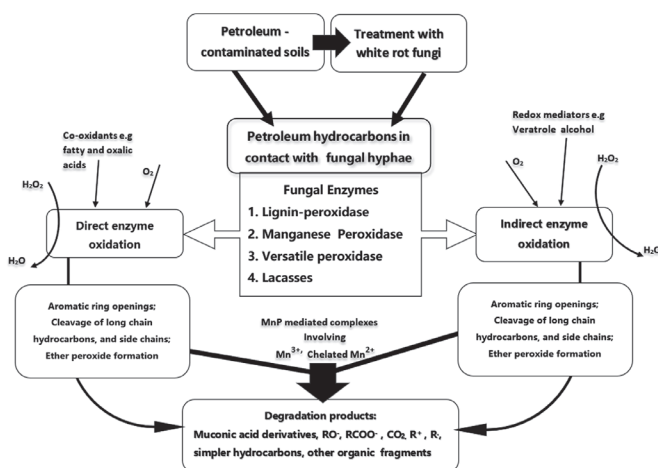 Petroleum -
contaminated soils
Treatment with
white rot fungi
Petroleum hydrocarbons in
contact with fungal hyphae
Co-oxidants e.g
fatty and oxalic
acids
O₂
H₂O₂
H₂O
Direct enzyme
oxidation
Fungal Enzymes
1. Lignin-peroxidase
2. Manganese Peroxidase
3. Versatile peroxidase
4. Lacasses
Redox mediators e.g
Veratrole alcohol
O₂
H₂O₂
H₂O
Indirect enzyme
oxidation
Aromatic ring openings;
Cleavage of long chain
hydrocarbons, and side chains;
Ether peroxide formation
MnP mediated complexes
Involving
Mn³⁺, Chelated Mn²⁺
Aromatic ring openings;
Cleavage of long chain
hydrocarbons, and side chains;
Ether peroxide formation
Degradation products:
Muconic acid derivatives, RO⁻, RCOO⁻ , CO₂, R⁺ , R⁻,
simpler hydrocarbons, other organic fragments